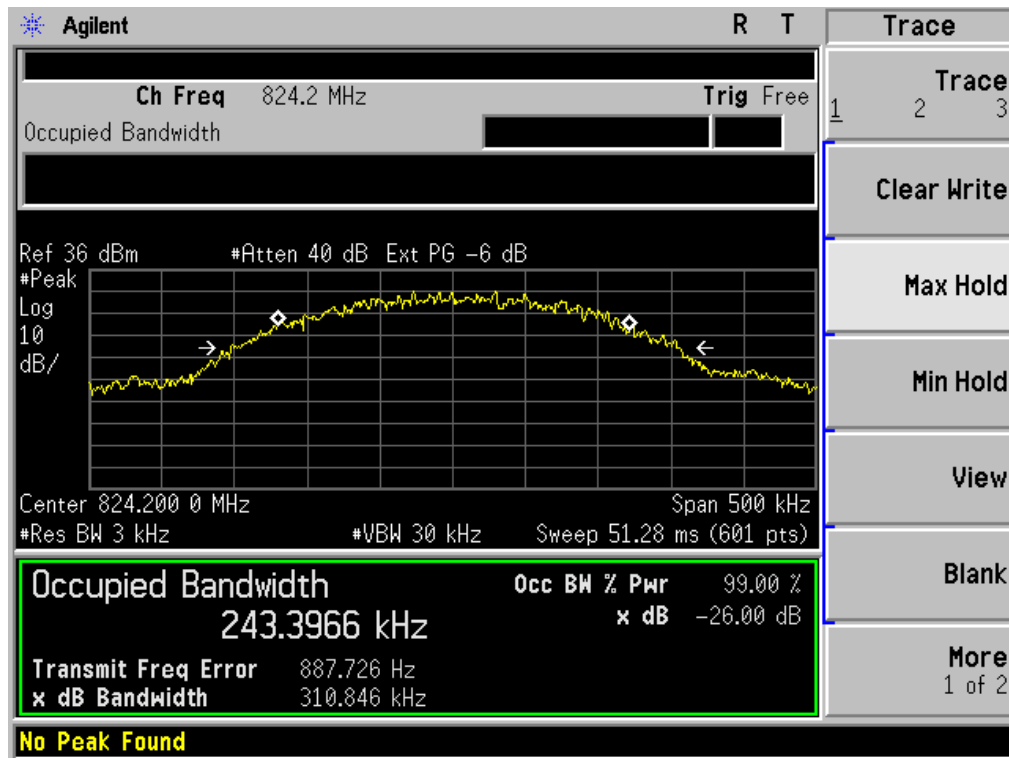 Agilent R T Trace
Ch Freq 824.2 MHz Trig Free
Occupied Bandwidth
Trace
1 2 3
Clear Write
Max Hold
Min Hold
View
Blank
More
1 of 2
Ref 36 dBm #Atten 40 dB Ext PG -6 dB
#Peak
Log
10
dB/
Center 824.200 0 MHz Span 500 kHz
#Res BW 3 kHz #VBW 30 kHz Sweep 51.28 ms (601 pts)
Occupied Bandwidth Occ BW % Pwr 99.00 %
243.3966 kHz x dB -26.00 dB
Transmit Freq Error 887.726 Hz
x dB Bandwidth 310.846 kHz
No Peak Found